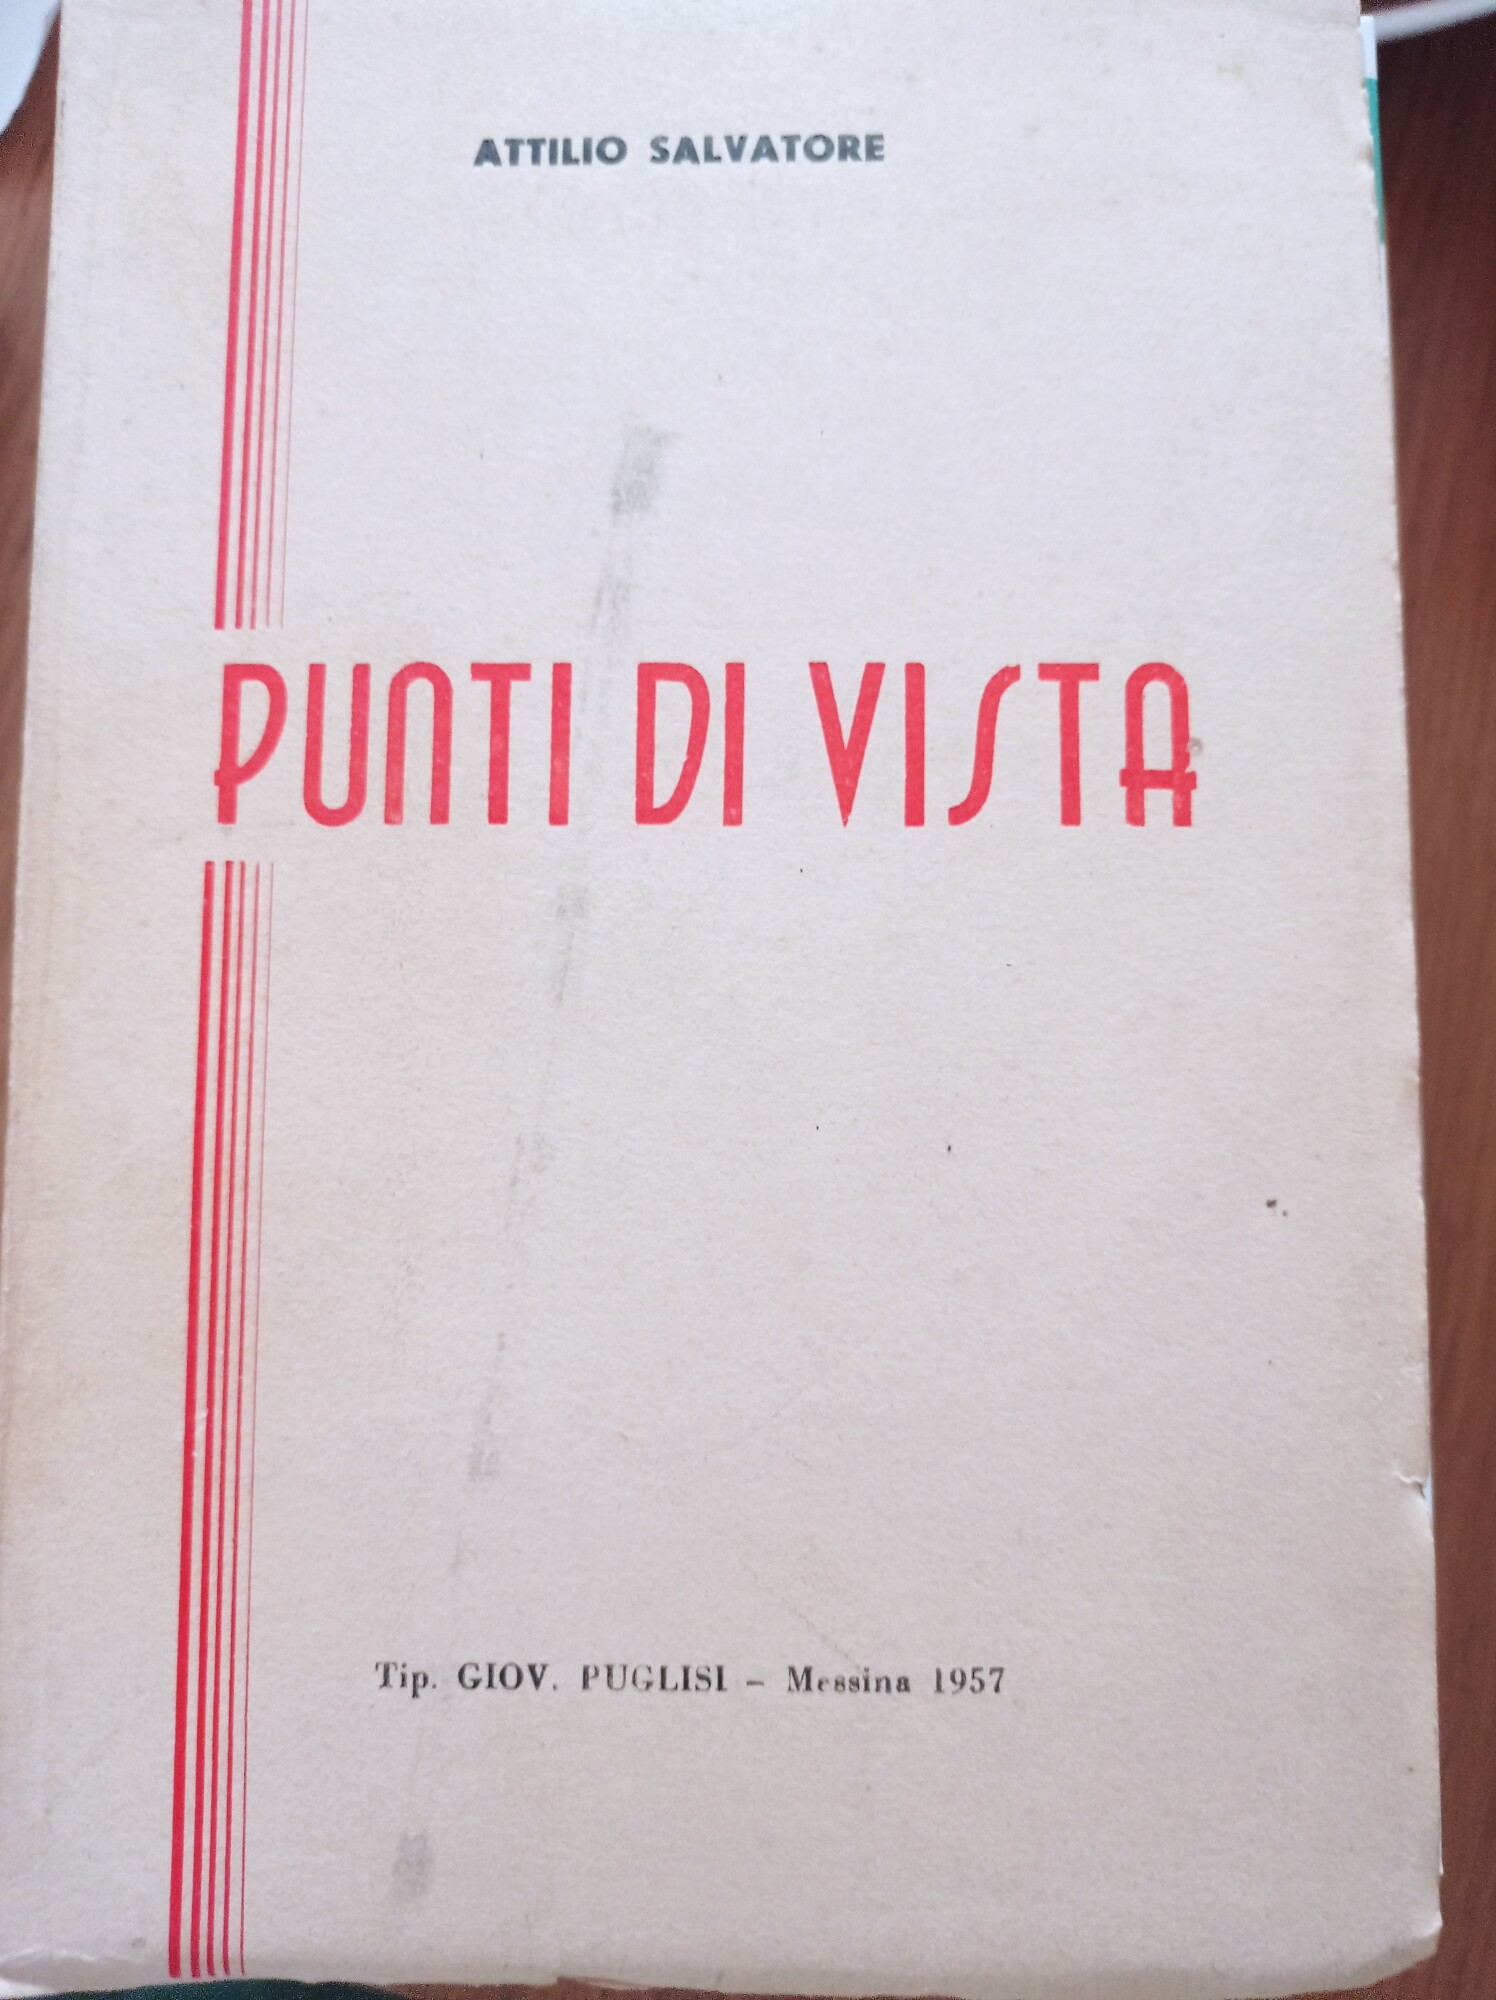 ATTILIO SALVATORE
PUNTI DI VISTA
Tip. GIOV. PUGLISI - Messina 1957